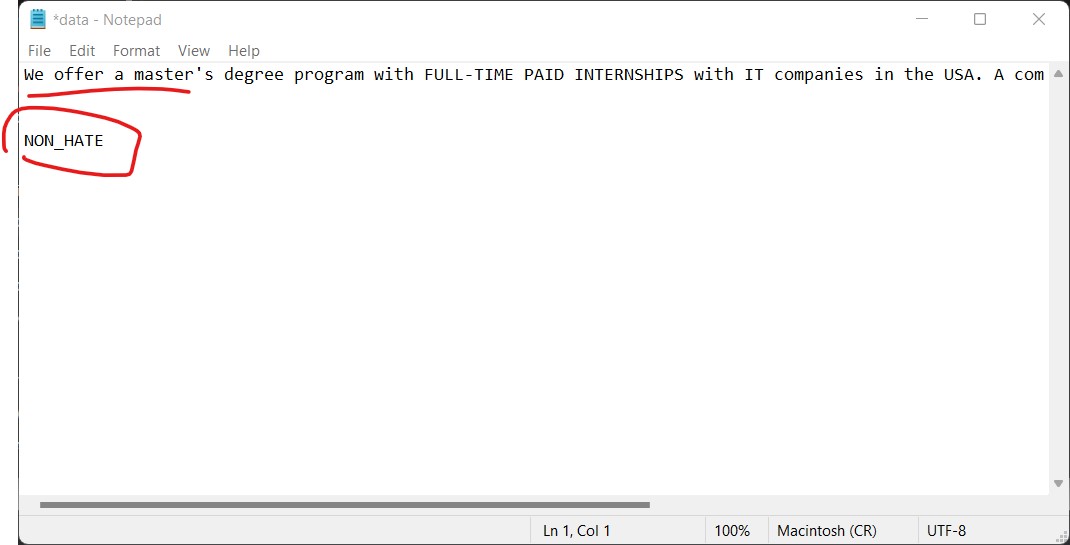 *data - Notepad
File Edit Format View Help
We offer a master's degree program with FULL-TIME PAID INTERNSHIPS with IT companies in the USA. A com
NON_HATE
Ln 1, Col 1 100% Macintosh (CR) UTF-8